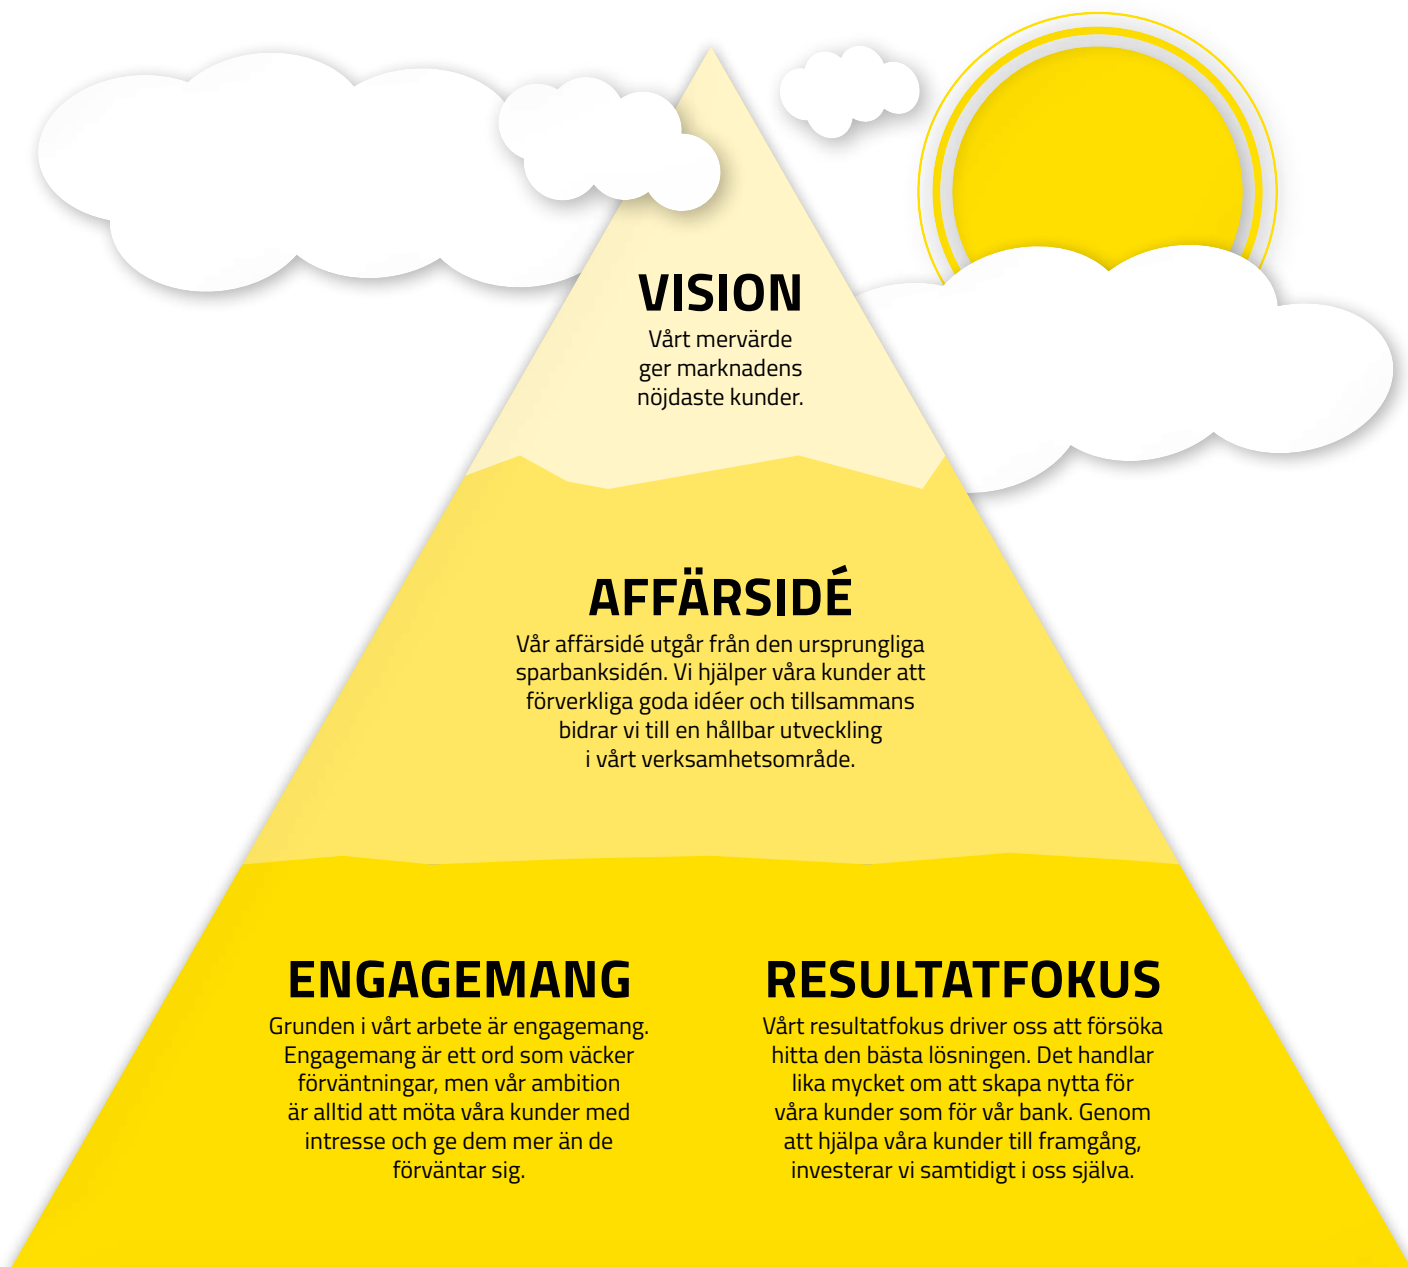 VISION
Vårt mervärde
ger marknadens
nöjdaste kunder.
AFFÄRSIDÉ
Vår affärsidé utgår från den ursprungliga
sparbanksidén. Vi hjälper våra kunder att
förverkliga goda idéer och tillsammans
bidrar vi till en hållbar utveckling
i vårt verksamhetsområde.
ENGAGEMANG
Grunden i vårt arbete är engagemang.
Engagemang är ett ord som väcker
förväntningar, men vår ambition
är alltid att möta våra kunder med
intresse och ge dem mer än de
förväntar sig.
RESULTATFOKUS
Vårt resultatfokus driver oss att försöka
hitta den bästa lösningen. Det handlar
lika mycket om att skapa nytta för
våra kunder som för vår bank. Genom
att hjälpa våra kunder till framgång,
investerar vi samtidigt i oss själva.